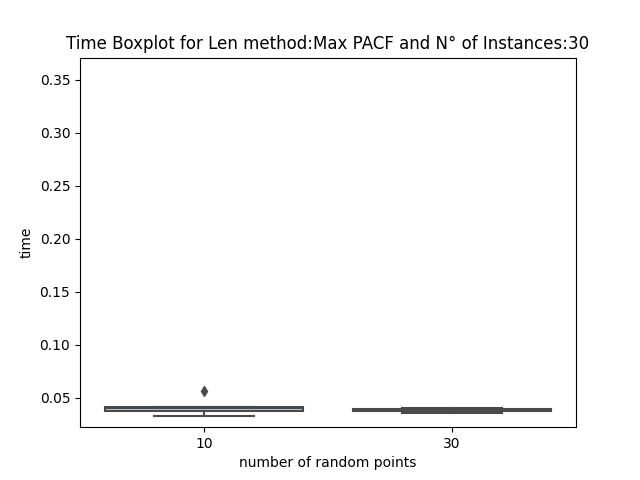 Time Boxplot for Len method:Max PACF and N° of Instances:30
0.35
0.30
0.25
0.20
0.15
0.10
0.05
time
10 30
number of random points